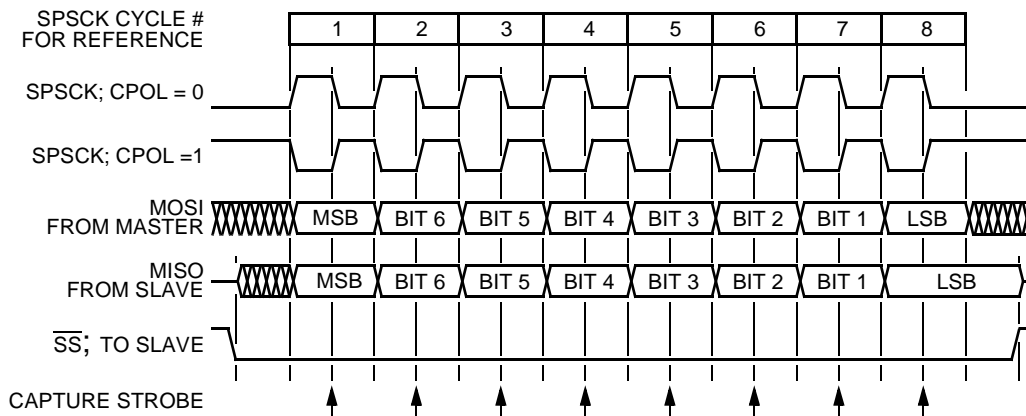 SPSCK CYCLE #
FOR REFERENCE
1 2 3 4 5 6 7 8
SPSCK; CPOL = 0
SPSCK; CPOL =1
MOSI
FROM MASTER
MSB BIT 6 BIT 5 BIT 4 BIT 3 BIT 2 BIT 1 LSB
MISO
FROM SLAVE
MSB BIT 6 BIT 5 BIT 4 BIT 3 BIT 2 BIT 1 LSB
S̅S̅; TO SLAVE
CAPTURE STROBE